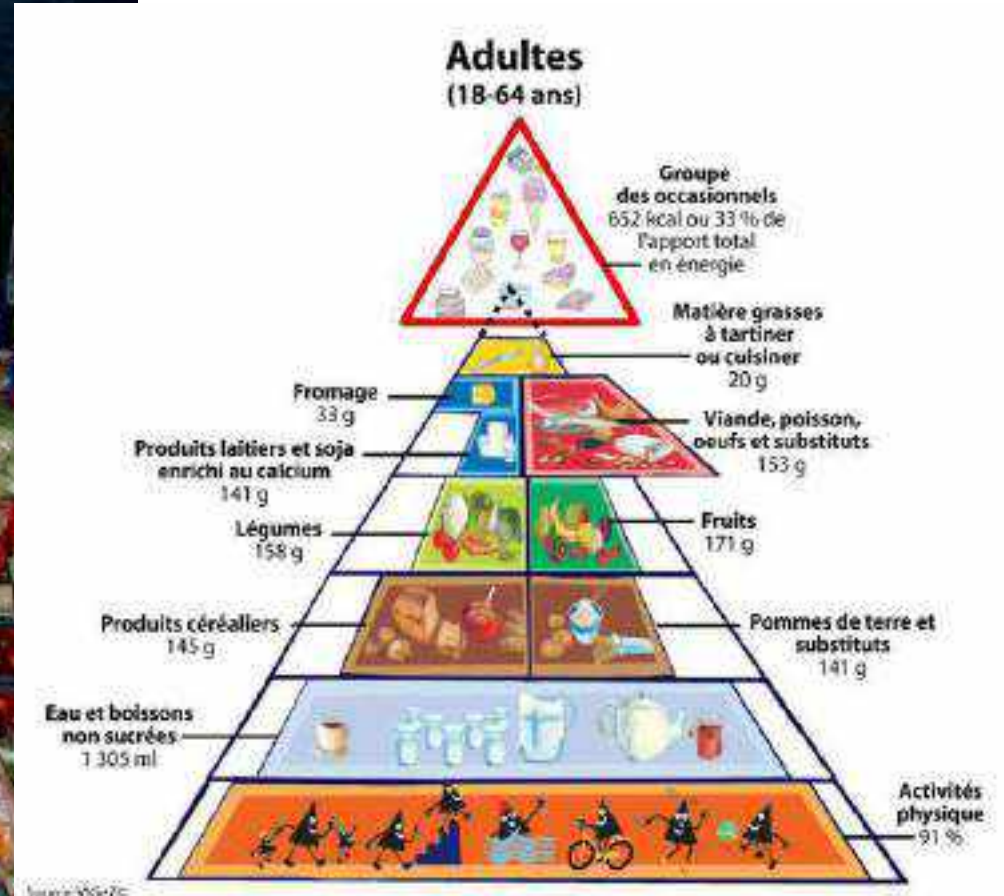 Adultes
(18-64 ans)
Groupe
des occasionnels
652 kcal ou 33 % de
l'apport total
en énergie
Matière grasses
à tartiner
ou cuisiner
20 g
Fromage
33 g
Viande, poisson,
oeufs et substituts
153 g
Produits laitiers et soja
enrichi au calcium
141 g
Légumes
158 g
Fruits
171 g
Produits céréaliers
145 g
Pommes de terre et
substituts
141 g
Eau et boissons
non sucrées
1 305 ml
Activités
physique
91 %